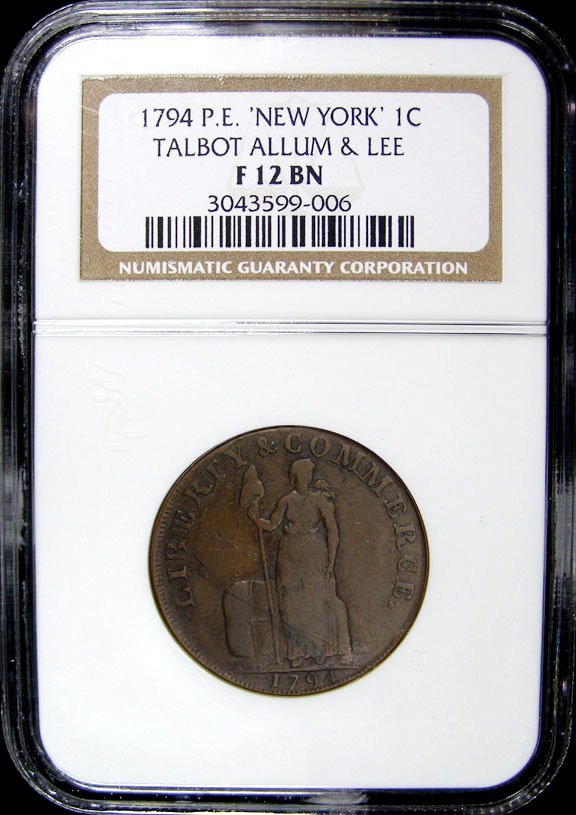 1794 P.E. 'NEW YORK' 1C
TALBOT ALLUM & LEE
F 12 BN
3043599-006
NUMISMATIC GUARANTY CORPORATION
LIBERTY & COMMERCE.
1794